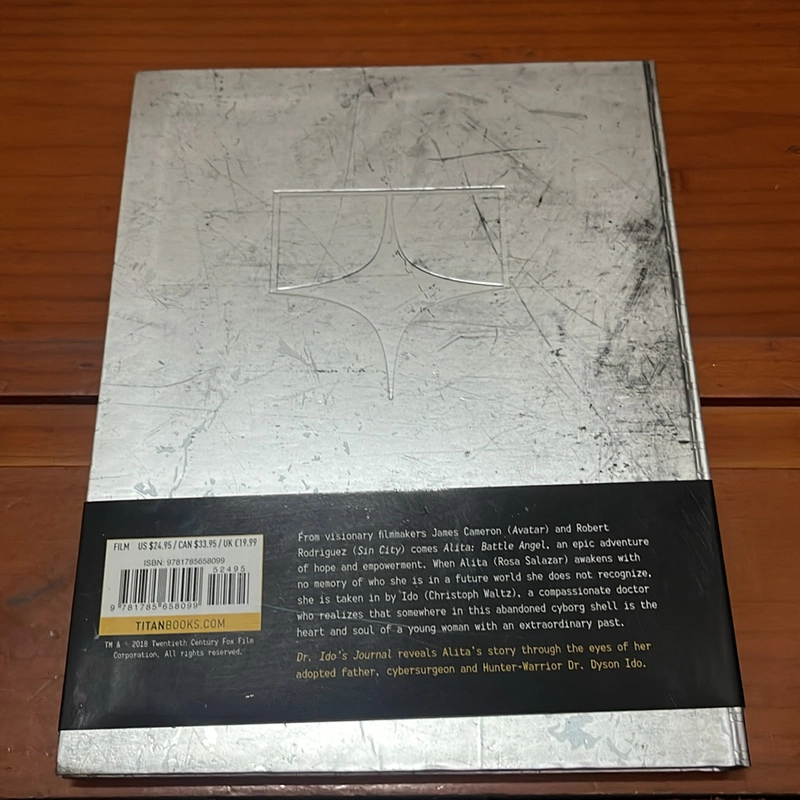 FILM US $24.95 / CAN $33.95 / UK £19.99
ISBN: 9781785658099
52495
9 781785 658099
TITANBOOKS.COM
TM & © 2018 Twentieth Century Fox Film
Corporation. All rights reserved.
From visionary filmmakers James Cameron (Avatar) and Robert
Rodriguez (Sin City) comes Alita: Battle Angel, an epic adventure
of hope and empowerment. When Alita (Rosa Salazar) awakens with
no memory of who she is in a future world she does not recognize,
she is taken in by Ido (Christoph Waltz), a compassionate doctor
who realizes that somewhere in this abandoned cyborg shell is the
heart and soul of a young woman with an extraordinary past.
Dr. Ido's Journal reveals Alita's story through the eyes of her
adopted father, cybersurgeon and Hunter-Warrior Dr. Dyson Ido.